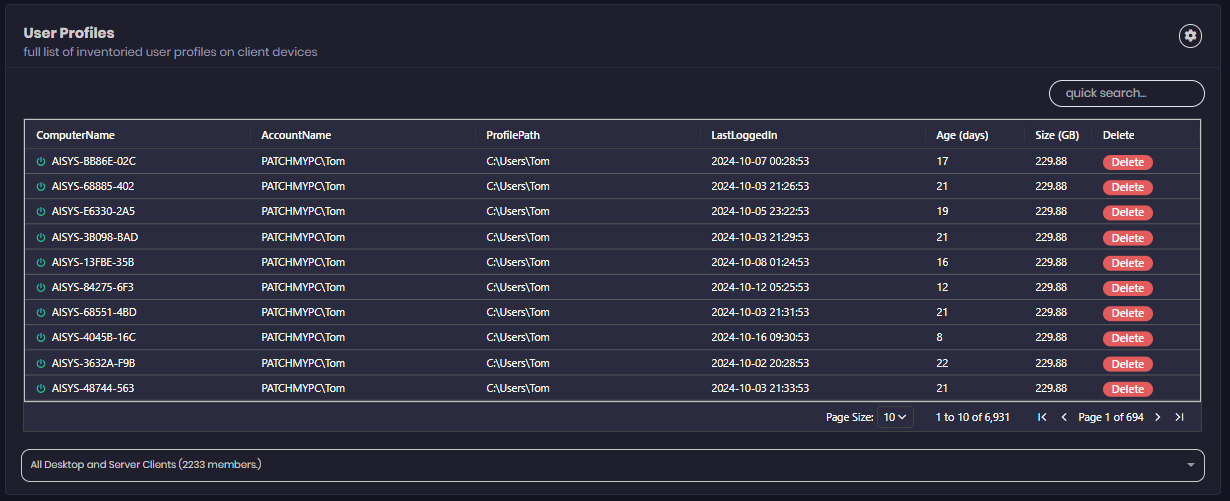 User Profiles
full list of inventoried user profiles on client devices
quick search...
ComputerName AccountName ProfilePath LastLoggedIn Age (days) Size (GB) Delete
AISYS-BB86E-02C PATCHMYPC\Tom C:\Users\Tom 2024-10-07 00:28:53 17 229.88 Delete
AISYS-68885-402 PATCHMYPC\Tom C:\Users\Tom 2024-10-03 21:26:53 21 229.88 Delete
AISYS-E6330-2A5 PATCHMYPC\Tom C:\Users\Tom 2024-10-05 23:22:53 19 229.88 Delete
AISYS-3B098-BAD PATCHMYPC\Tom C:\Users\Tom 2024-10-03 21:29:53 21 229.88 Delete
AISYS-13FBE-35B PATCHMYPC\Tom C:\Users\Tom 2024-10-08 01:24:53 16 229.88 Delete
AISYS-84275-6F3 PATCHMYPC\Tom C:\Users\Tom 2024-10-12 05:25:53 12 229.88 Delete
AISYS-68551-4BD PATCHMYPC\Tom C:\Users\Tom 2024-10-03 21:31:53 21 229.88 Delete
AISYS-4045B-16C PATCHMYPC\Tom C:\Users\Tom 2024-10-16 09:30:53 8 229.88 Delete
AISYS-3632A-F9B PATCHMYPC\Tom C:\Users\Tom 2024-10-02 20:28:53 22 229.88 Delete
AISYS-48744-563 PATCHMYPC\Tom C:\Users\Tom 2024-10-03 21:33:53 21 229.88 Delete
Page Size: 10 1 to 10 of 6,931 Page 1 of 694
All Desktop and Server Clients (2233 members.)